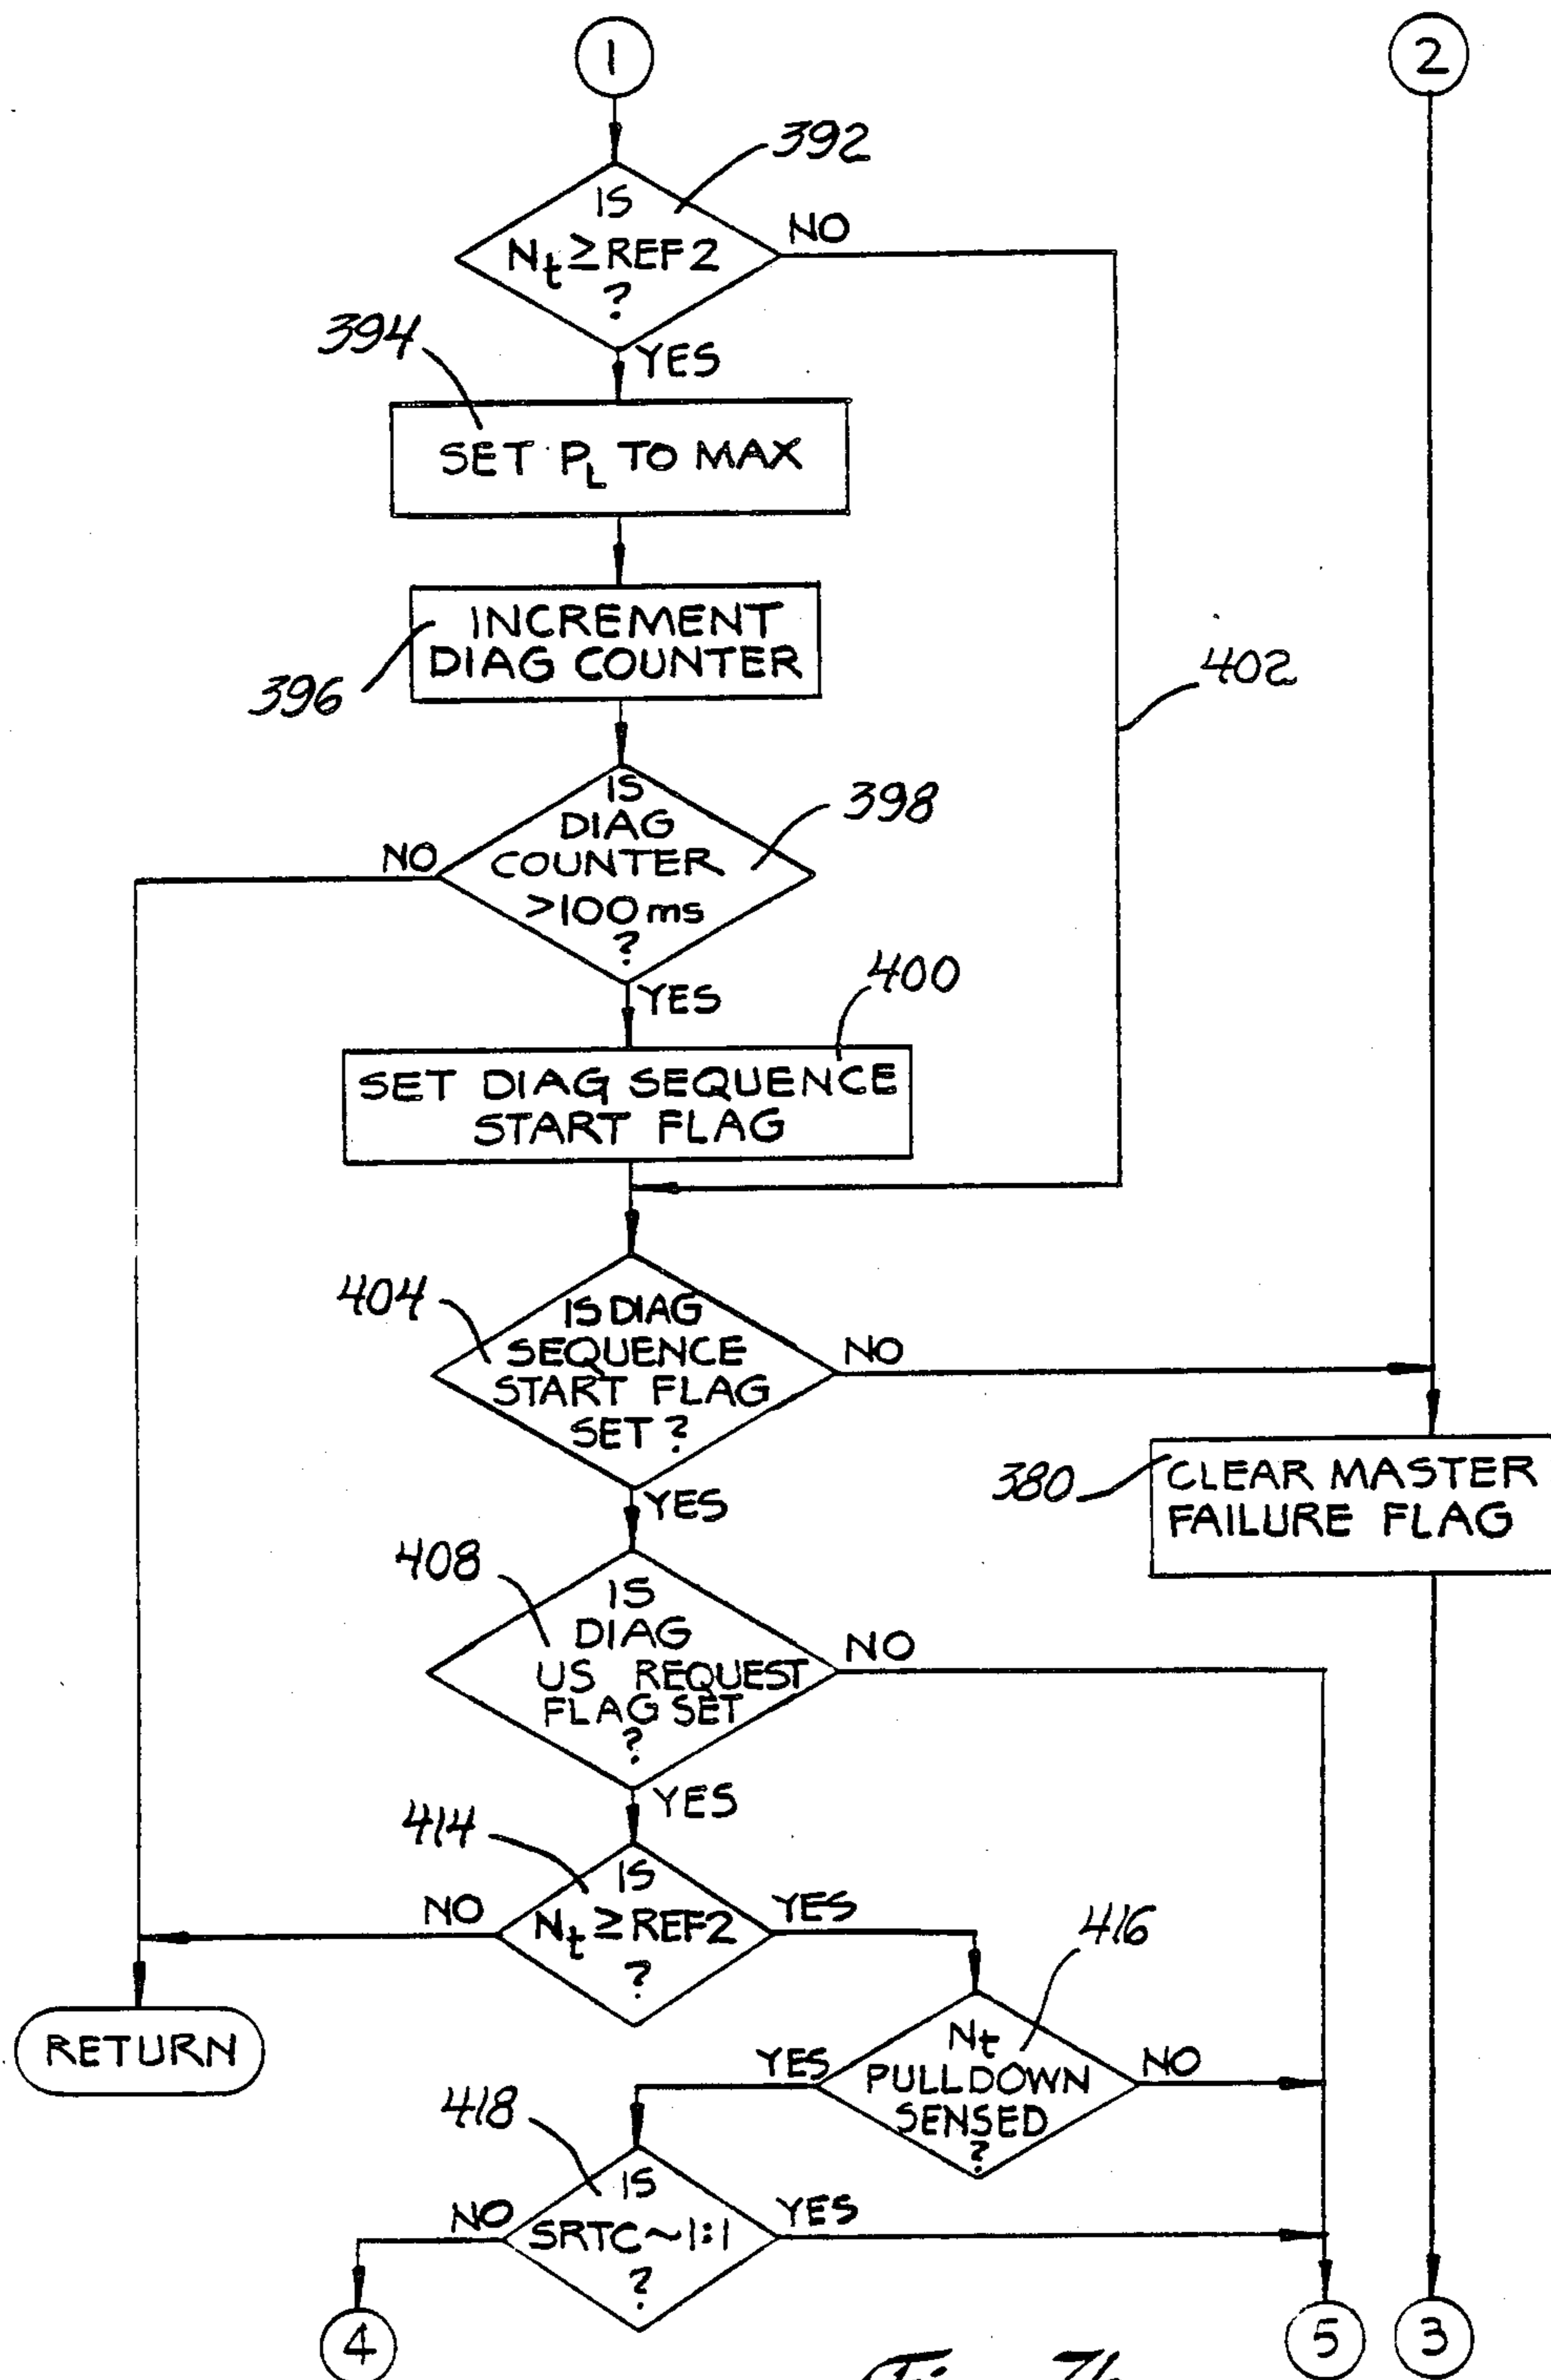 1
2
392
IS
Nt ≥ REF 2
?
NO
394
YES
SET PL TO MAX
INCREMENT
DIAG COUNTER
396
402
IS
DIAG
COUNTER
>100 ms
?
398
NO
YES
400
SET DIAG SEQUENCE
START FLAG
404
IS DIAG
SEQUENCE
START FLAG
SET ?
NO
YES
380
CLEAR MASTER
FAILURE FLAG
408
IS
DIAG
US REQUEST
FLAG SET
?
NO
YES
414
IS
Nt ≥ REF2
?
NO
YES
416
RETURN
Nt
PULLDOWN
SENSED
?
YES
NO
418
IS
SRTC ~ 1:1
?
NO
YES
4
5
3